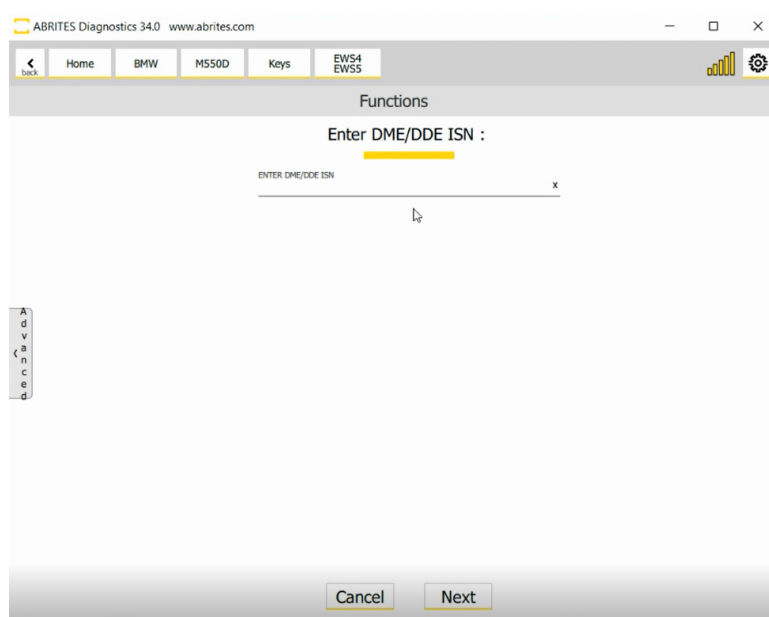 ABRITES Diagnostics 34.0 www.abrites.com
back
Home
BMW
M550D
Keys
EWS4
EWS5
Functions
Enter DME/DDE ISN :
ENTER DME/DDE ISN
x
Advanced
Cancel
Next